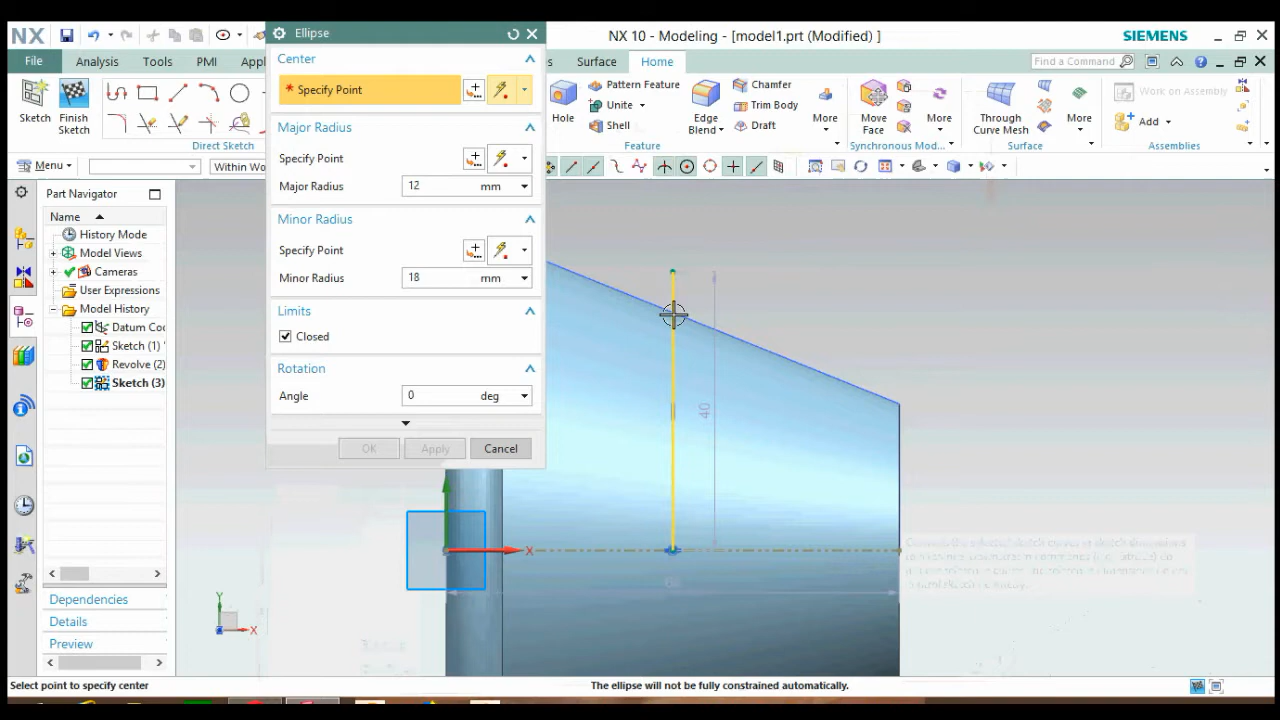 NX
Ellipse
NX 10 - Modeling - [model1.prt (Modified) ]
SIEMENS
File
Analysis
Tools
PMI
Surface
Home
Find a Command
Center
* Specify Point
Major Radius
Specify Point
Major Radius
12
mm
Minor Radius
Specify Point
Minor Radius
18
mm
Limits
Closed
Rotation
Angle
0
deg
OK
Apply
Cancel
Sketch
Finish
Sketch
Direct Sketch
Menu
Hole
Pattern Feature
Unite
Shell
Edge
Blend
Chamfer
Trim Body
Draft
More
Feature
Move
Face
More
Synchronous Mod...
Through
Curve Mesh
More
Surface
Work on Assembly
Add
Assemblies
Part Navigator
Name
History Mode
Model Views
Cameras
User Expressions
Model History
Sketch (1)
Revolve (2)
Sketch (3)
Dependencies
Details
Preview
40
X
Y
X
Select point to specify center
The ellipse will not be fully constrained automatically.